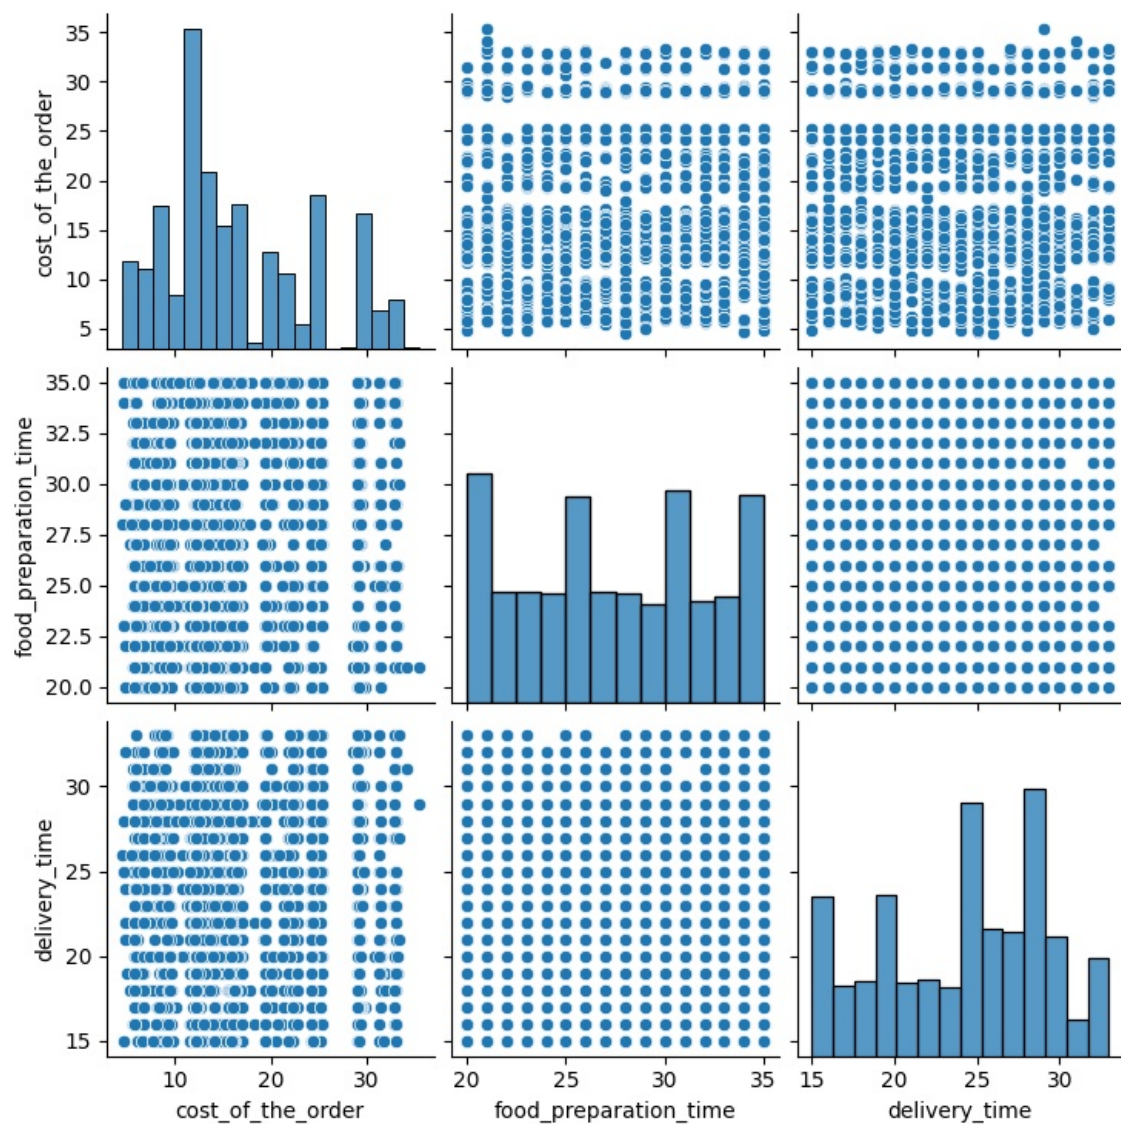 35
30
25
20
15
10
5
cost_of_the_order
35.0
32.5
30.0
27.5
25.0
22.5
20.0
food_preparation_time
30
25
20
15
delivery_time
10 20 30
cost_of_the_order
20 25 30 35
food_preparation_time
15 20 25 30
delivery_time